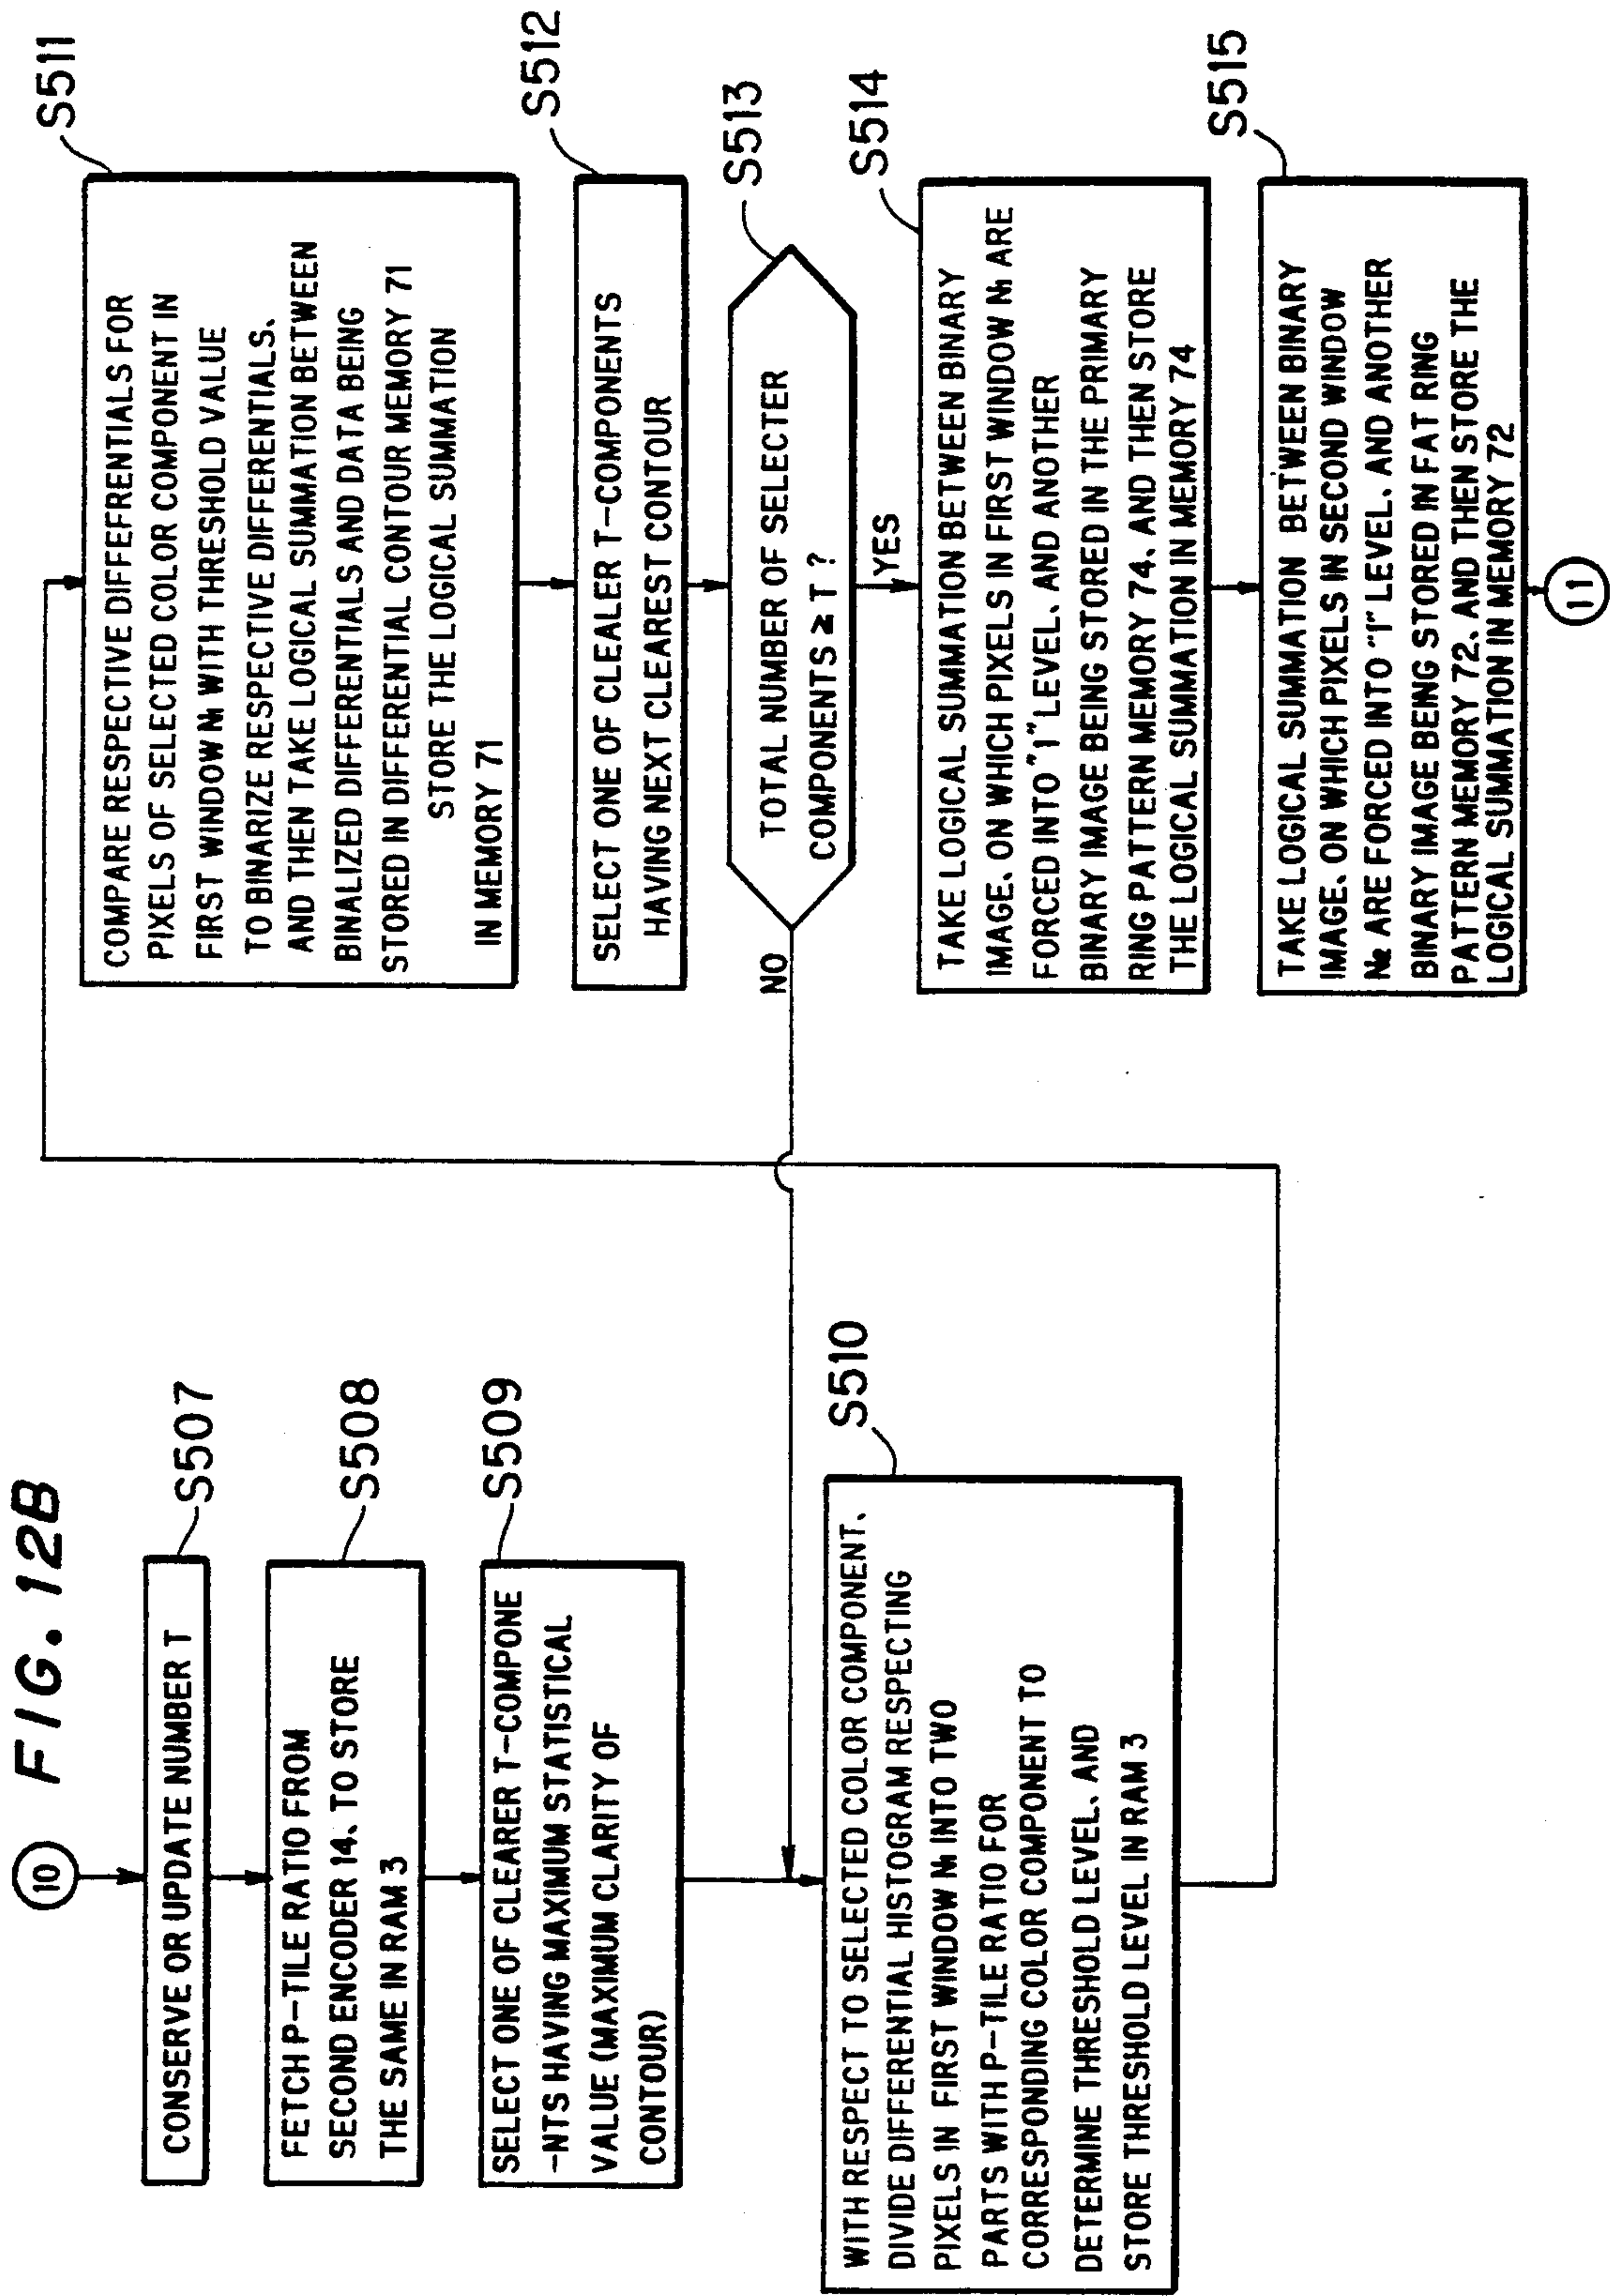 FIG. 12B
10
S507
CONSERVE OR UPDATE NUMBER T
S508
FETCH P-TILE RATIO FROM
SECOND ENCODER 14. TO STORE
THE SAME IN RAM 3
S509
SELECT ONE OF CLEARER T-COMPONE
-NTS HAVING MAXIMUM STATISTICAL
VALUE (MAXIMUM CLARITY OF
CONTOUR)
S510
WITH RESPECT TO SELECTED COLOR COMPONENT.
DIVIDE DIFFERENTIAL HISTOGRAM RESPECTING
PIXELS IN FIRST WINDOW N1 INTO TWO
PARTS WITH P-TILE RATIO FOR
CORRESPONDING COLOR COMPONENT TO
DETERMINE THRESHOLD LEVEL. AND
STORE THRESHOLD LEVEL IN RAM 3
S511
COMPARE RESPECTIVE DIFFEFRENTIALS FOR
PIXELS OF SELECTED COLOR COMPONENT IN
FIRST WINDOW N1 WITH THRESHOLD VALUE
TO BINARIZE RESPECTIVE DIFFERENTIALS.
AND THEN TAKE LOGICAL SUMMATION BETWEEN
BINALIZED DIFFERENTIALS AND DATA BEING
STORED IN DIFFERENTIAL CONTOUR MEMORY 71
STORE THE LOGICAL SUMMATION
IN MEMORY 71
S512
SELECT ONE OF CLEALER T-COMPONENTS
HAVING NEXT CLEAREST CONTOUR
S513
TOTAL NUMBER OF SELECTER
COMPONENTS ≥ T ?
NO
YES
S514
TAKE LOGICAL SUMMATION BETWEEN BINARY
IMAGE. ON WHICH PIXELS IN FIRST WINDOW N1 ARE
FORCED INTO "1" LEVEL. AND ANOTHER
BINARY IMAGE BEING STORED IN THE PRIMARY
RING PATTERN MEMORY 74. AND THEN STORE
THE LOGICAL SUMMATION IN MEMORY 74
S515
TAKE LOGICAL SUMMATION BETWEEN BINARY
IMAGE. ON WHICH PIXELS IN SECOND WINDOW
N2 ARE FORCED INTO "1" LEVEL. AND ANOTHER
BINARY IMAGE BEING STORED IN FAT RING
PATTERN MEMORY 72. AND THEN STORE THE
LOGICAL SUMMATION IN MEMORY 72
11